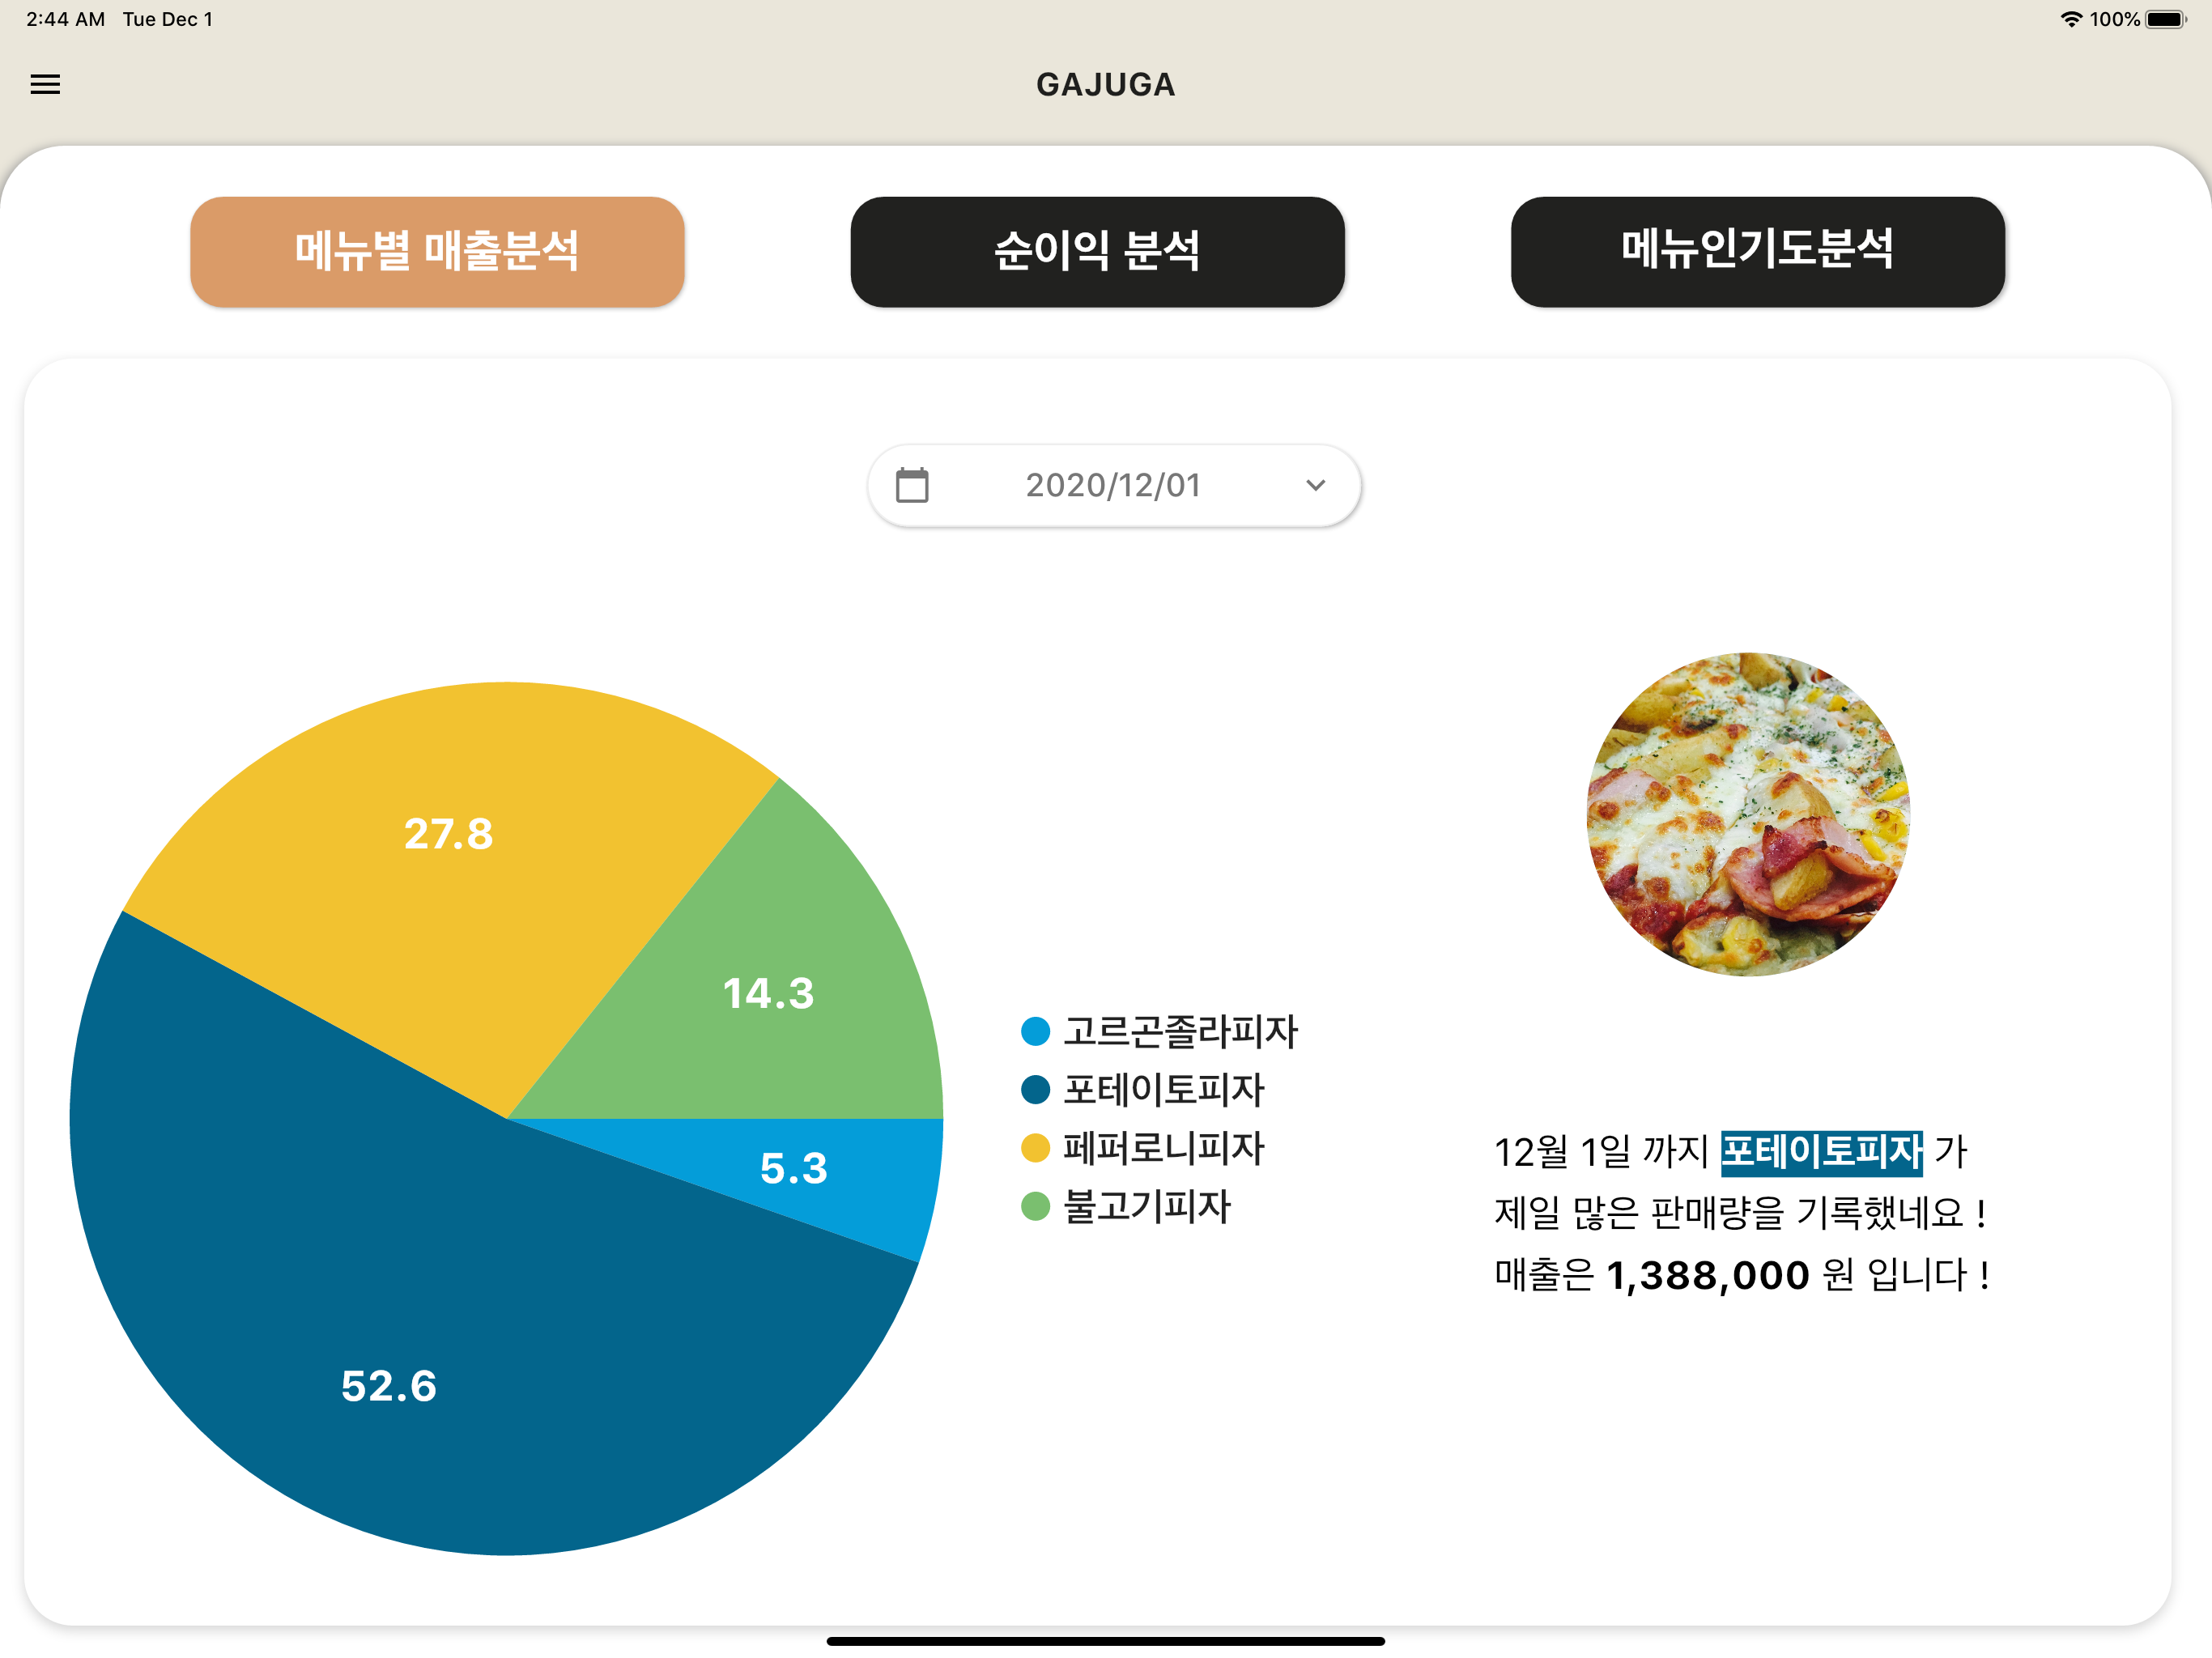 2:44 AM Tue Dec 1
100%
GAJUGA
메뉴별 매출분석
순이익 분석
메뉴인기도분석
2020/12/01
27.8
14.3
5.3
52.6
고르곤졸라피자
포테이토피자
페퍼로니피자
불고기피자
12월 1일 까지 포테이토피자 가
제일 많은 판매량을 기록했네요 !
매출은 1,388,000 원 입니다 !